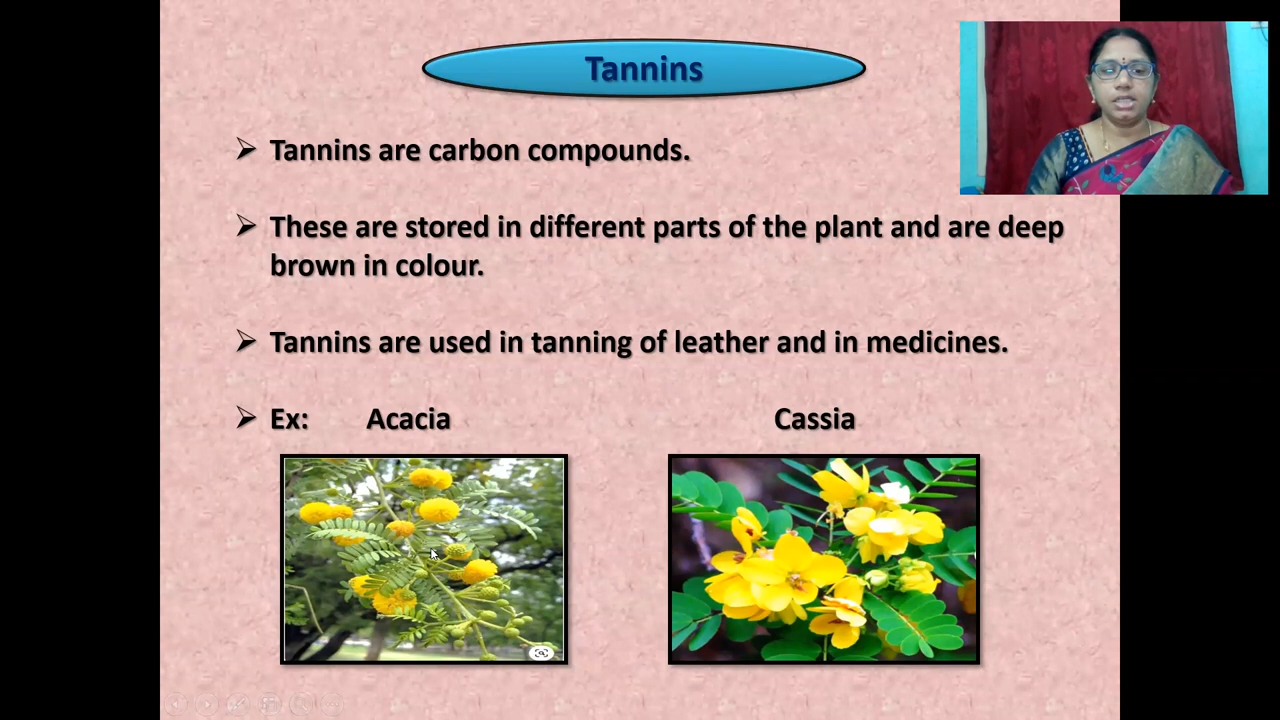 Tannins
Tannins are carbon compounds.
These are stored in different parts of the plant and are deep
brown in colour.
Tannins are used in tanning of leather and in medicines.
Ex: Acacia Cassia